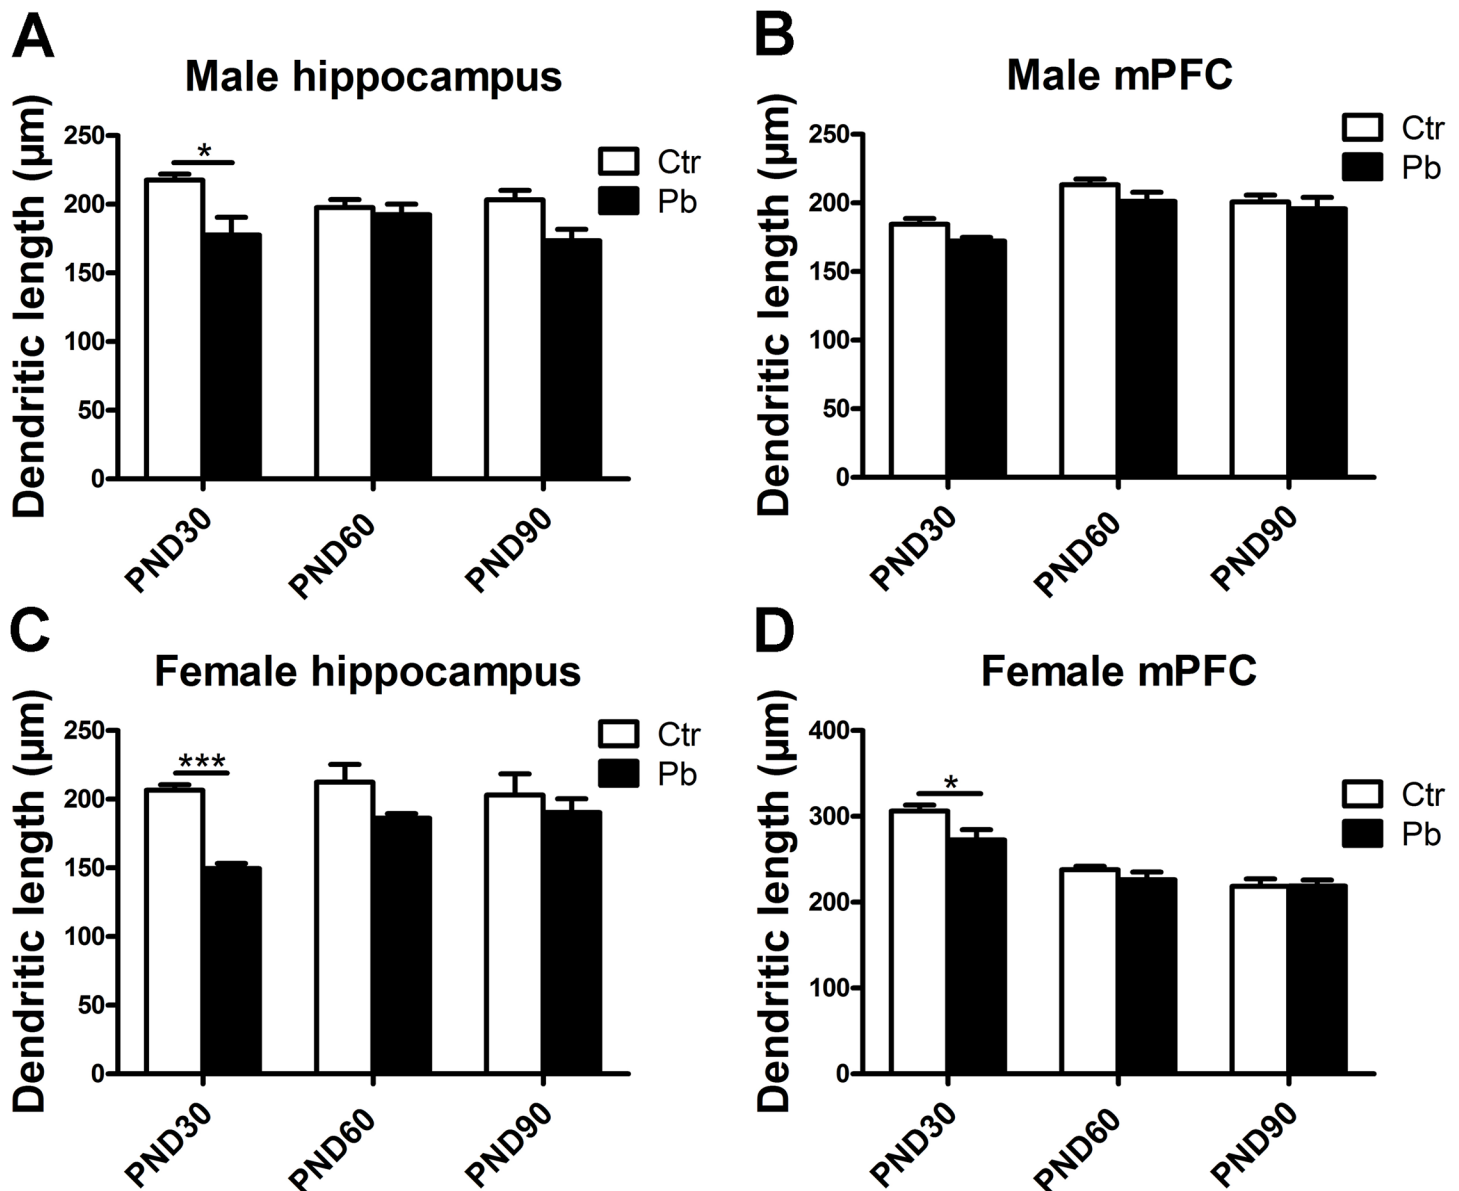 A
Male hippocampus
Dendritic length (μm)
250
200
150
100
50
0
*
Ctr
Pb
PND30
PND60
PND90
B
Male mPFC
Dendritic length (μm)
250
200
150
100
50
0
Ctr
Pb
PND30
PND60
PND90
C
Female hippocampus
Dendritic length (μm)
250
200
150
100
50
0
***
Ctr
Pb
PND30
PND60
PND90
D
Female mPFC
Dendritic length (μm)
400
300
200
100
0
*
Ctr
Pb
PND30
PND60
PND90